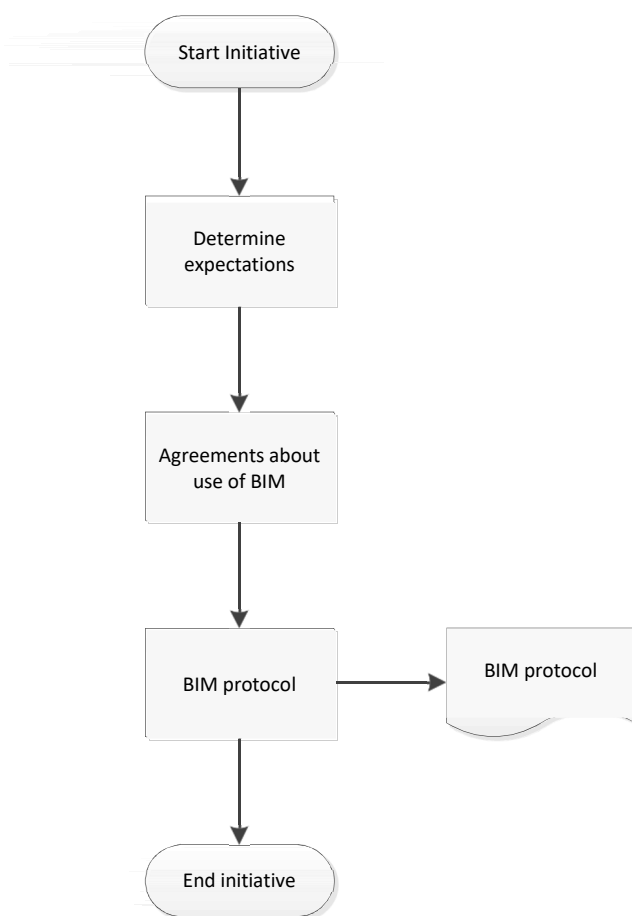 Start Initiative
Determine
expectations
Agreements about
use of BIM
BIM protocol
BIM protocol
End initiative